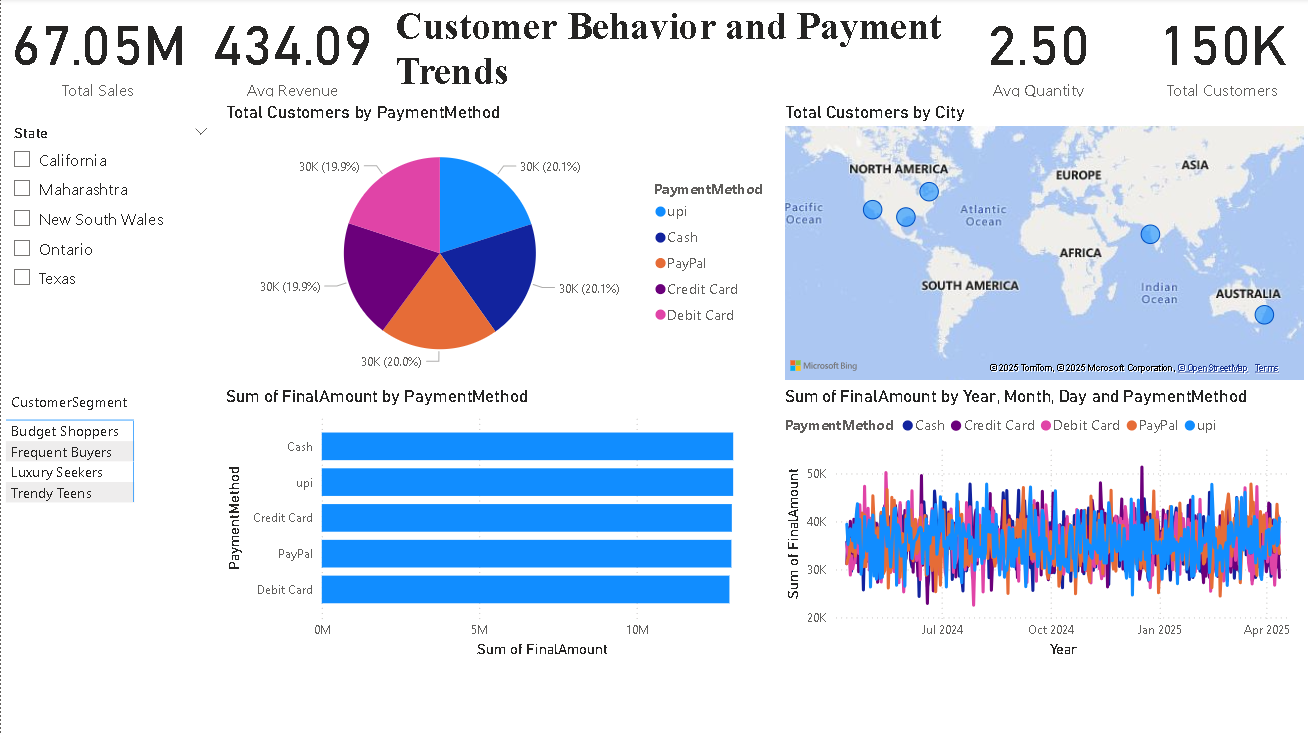 67.05M
Total Sales
434.09
Avg Revenue
Customer Behavior and Payment
Trends
2.50
Avg Quantity
150K
Total Customers
State
California
Maharashtra
New South Wales
Ontario
Texas
CustomerSegment
Budget Shoppers
Frequent Buyers
Luxury Seekers
Trendy Teens
Total Customers by PaymentMethod
30K (19.9%)
30K (20.1%)
30K (19.9%)
30K (20.1%)
30K (20.0%)
PaymentMethod
upi
Cash
PayPal
Credit Card
Debit Card
Total Customers by City
NORTH AMERICA
EUROPE
ASIA
Pacific
Ocean
Atlantic
Ocean
AFRICA
SOUTH AMERICA
Indian
Ocean
AUSTRALIA
Microsoft Bing
© 2025 TomTom, © 2025 Microsoft Corporation, © OpenStreetMap Terms
Sum of FinalAmount by PaymentMethod
PaymentMethod
Cash
upi
Credit Card
PayPal
Debit Card
0M 5M 10M
Sum of FinalAmount
Sum of FinalAmount by Year, Month, Day and PaymentMethod
PaymentMethod Cash Credit Card Debit Card PayPal upi
Sum of FinalAmount
50K
40K
30K
20K
Jul 2024 Oct 2024 Jan 2025 Apr 2025
Year